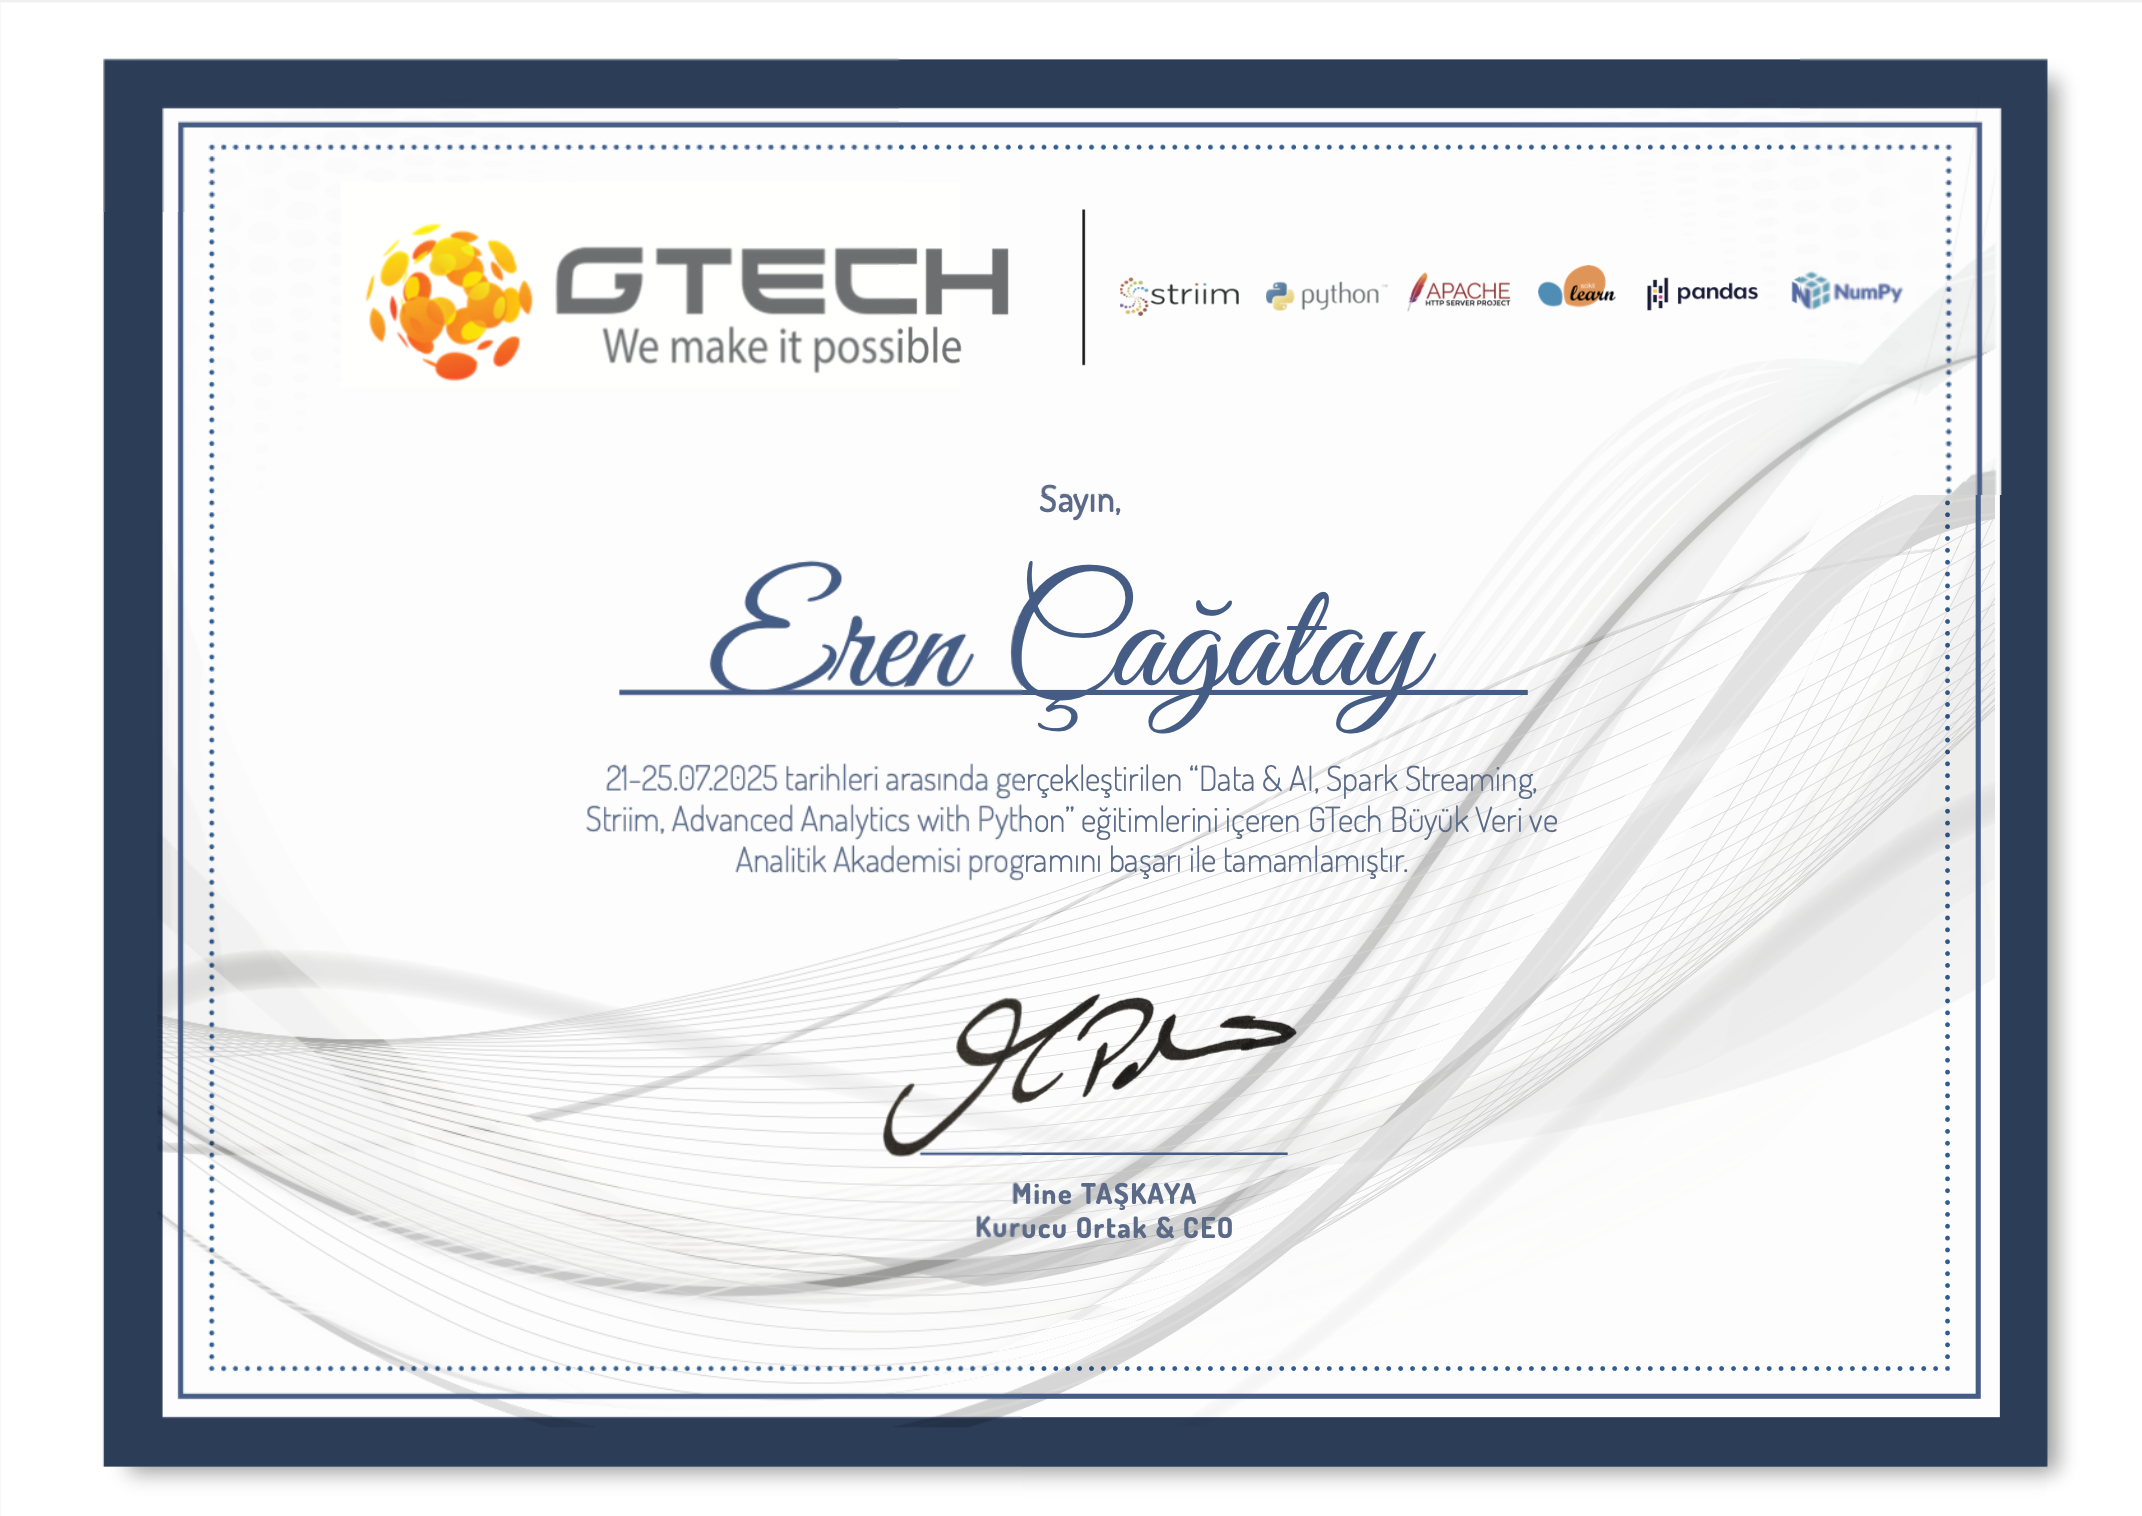 GTECH
We make it possible
striim
python™
APACHE
HTTP SERVER PROJECT
scikit
learn
pandas
NumPy
Sayın,
Eren Çağatay
21-25.07.2025 tarihleri arasında gerçekleştirilen “Data & AI, Spark Streaming,
Striim, Advanced Analytics with Python” eğitimlerini içeren GTech Büyük Veri ve
Analitik Akademisi programını başarı ile tamamlamıştır.
Mine TAŞKAYA
Kurucu Ortak & CEO